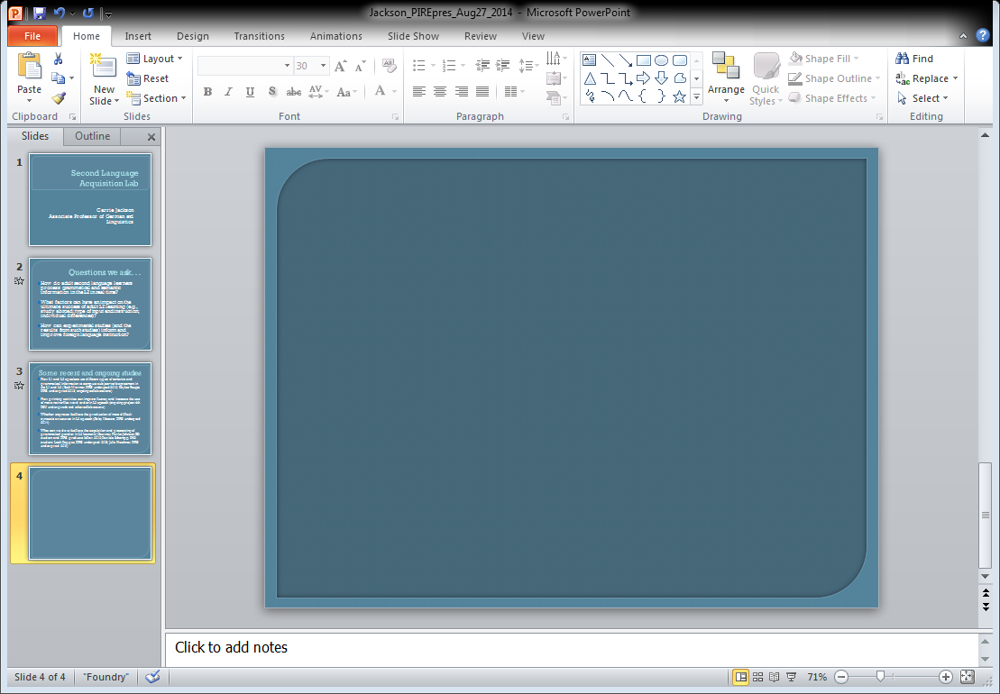 Jackson_PIREpres_Aug27_2014 - Microsoft PowerPoint
File Home Insert Design Transitions Animations Slide Show Review View
Paste
Clipboard
New Slide
Layout
Reset
Section
Slides
30
B I U S abc AV Aa A
Font
Paragraph
Arrange
Quick Styles
Shape Fill
Shape Outline
Shape Effects
Drawing
Find
Replace
Select
Editing
Slides Outline
1
Second Language
Acquisition Lab
Carrie Jackson
Associate Professor of German and
Linguistics
2
Questions we ask...
How do adult second language learners
process grammatical and semantic
information in the L2 in real time?
What factors can have an impact on the
ultimate success of adult L2 learning (e.g.,
study abroad, type of input and instruction,
individual differences)?
How can experimental studies (and the
results from such studies) inform and
improve foreign language instruction?
3
Some recent and ongoing studies
4
Click to add notes
Slide 4 of 4 "Foundry" 71%